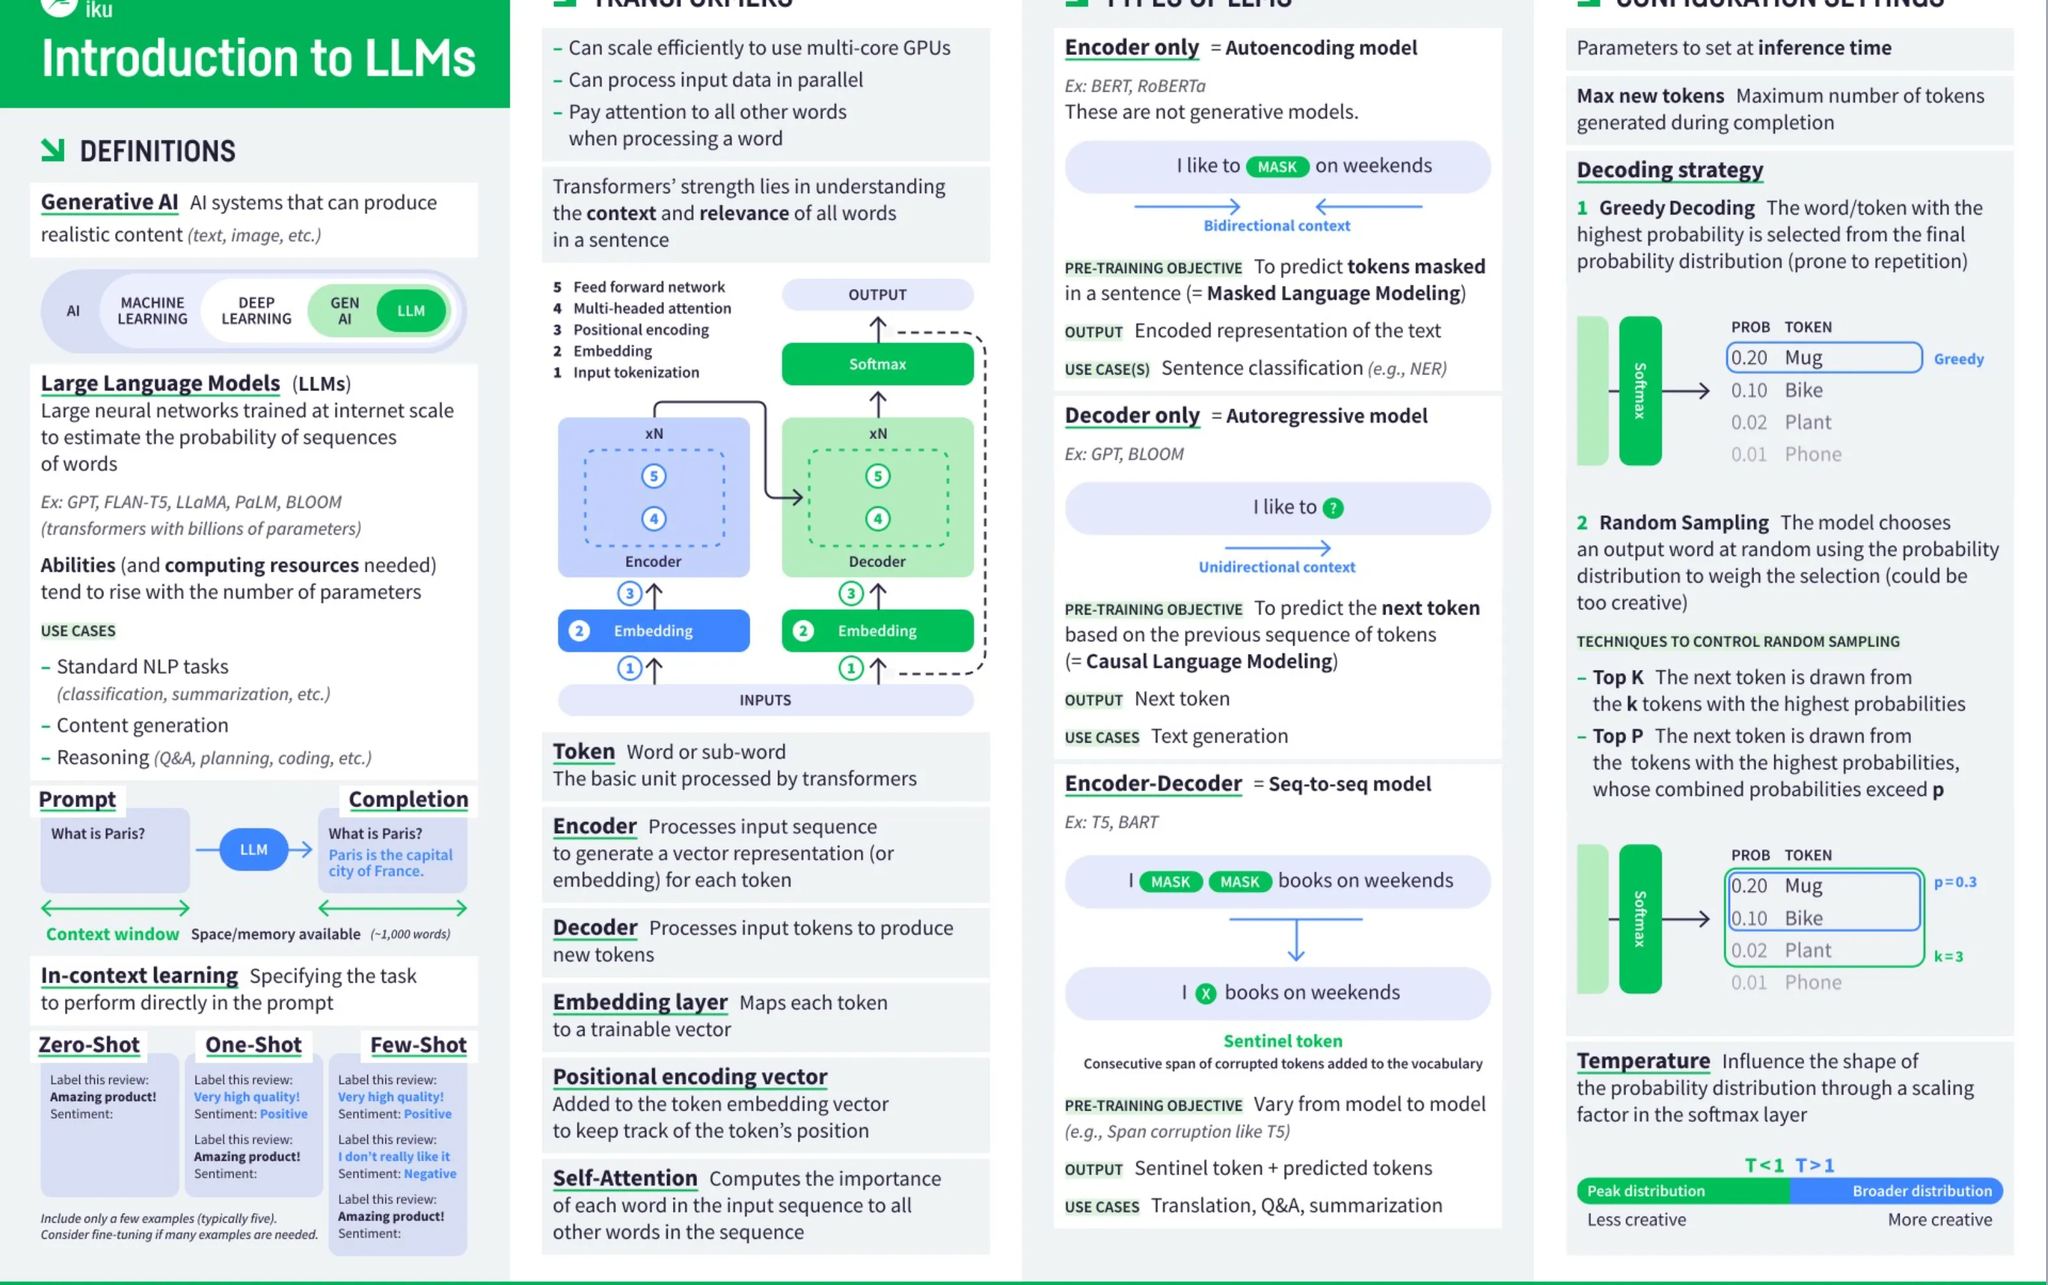 iku
Introduction to LLMs
DEFINITIONS
Generative AI AI systems that can produce
realistic content (text, image, etc.)
AI
MACHINE
LEARNING
DEEP
LEARNING
GEN
AI
LLM
Large Language Models (LLMs)
Large neural networks trained at internet scale
to estimate the probability of sequences
of words
Ex: GPT, FLAN-T5, LLaMA, PaLM, BLOOM
(transformers with billions of parameters)
Abilities (and computing resources needed)
tend to rise with the number of parameters
USE CASES
– Standard NLP tasks
(classification, summarization, etc.)
– Content generation
– Reasoning (Q&A, planning, coding, etc.)
Prompt
Completion
What is Paris?
LLM
What is Paris?
Paris is the capital
city of France.
Context window Space/memory available (~1,000 words)
In-context learning Specifying the task
to perform directly in the prompt
Zero-Shot
Label this review:
Amazing product!
Sentiment:
One-Shot
Label this review:
Very high quality!
Sentiment: Positive
Label this review:
Amazing product!
Sentiment:
Few-Shot
Label this review:
Very high quality!
Sentiment: Positive
Label this review:
I don't really like it
Sentiment: Negative
Label this review:
Amazing product!
Sentiment:
Include only a few examples (typically five).
Consider fine-tuning if many examples are needed.
TRANSFORMERS
– Can scale efficiently to use multi-core GPUs
– Can process input data in parallel
– Pay attention to all other words
when processing a word
Transformers' strength lies in understanding
the context and relevance of all words
in a sentence
5 Feed forward network
4 Multi-headed attention
3 Positional encoding
2 Embedding
1 Input tokenization
OUTPUT
Softmax
xN
5
4
Encoder
xN
5
4
Decoder
3
3
2 Embedding
2 Embedding
1
1
INPUTS
Token Word or sub-word
The basic unit processed by transformers
Encoder Processes input sequence
to generate a vector representation (or
embedding) for each token
Decoder Processes input tokens to produce
new tokens
Embedding layer Maps each token
to a trainable vector
Positional encoding vector
Added to the token embedding vector
to keep track of the token's position
Self-Attention Computes the importance
of each word in the input sequence to all
other words in the sequence
TYPES OF LLMS
Encoder only = Autoencoding model
Ex: BERT, RoBERTa
These are not generative models.
I like to MASK on weekends
Bidirectional context
PRE-TRAINING OBJECTIVE To predict tokens masked
in a sentence (= Masked Language Modeling)
OUTPUT Encoded representation of the text
USE CASE(S) Sentence classification (e.g., NER)
Decoder only = Autoregressive model
Ex: GPT, BLOOM
I like to ?
Unidirectional context
PRE-TRAINING OBJECTIVE To predict the next token
based on the previous sequence of tokens
(= Causal Language Modeling)
OUTPUT Next token
USE CASES Text generation
Encoder-Decoder = Seq-to-seq model
Ex: T5, BART
I MASK MASK books on weekends
I X books on weekends
Sentinel token
Consecutive span of corrupted tokens added to the vocabulary
PRE-TRAINING OBJECTIVE Vary from model to model
(e.g., Span corruption like T5)
OUTPUT Sentinel token + predicted tokens
USE CASES Translation, Q&A, summarization
CONFIGURATION SETTINGS
Parameters to set at inference time
Max new tokens Maximum number of tokens
generated during completion
Decoding strategy
1 Greedy Decoding The word/token with the
highest probability is selected from the final
probability distribution (prone to repetition)
Softmax
PROB TOKEN
0.20 Mug
Greedy
0.10 Bike
0.02 Plant
0.01 Phone
2 Random Sampling The model chooses
an output word at random using the probability
distribution to weigh the selection (could be
too creative)
TECHNIQUES TO CONTROL RANDOM SAMPLING
– Top K The next token is drawn from
the k tokens with the highest probabilities
– Top P The next token is drawn from
the tokens with the highest probabilities,
whose combined probabilities exceed p
Softmax
PROB TOKEN
0.20 Mug
p=0.3
0.10 Bike
0.02 Plant
k=3
0.01 Phone
Temperature Influence the shape of
the probability distribution through a scaling
factor in the softmax layer
T<1 T>1
Peak distribution
Broader distribution
Less creative
More creative